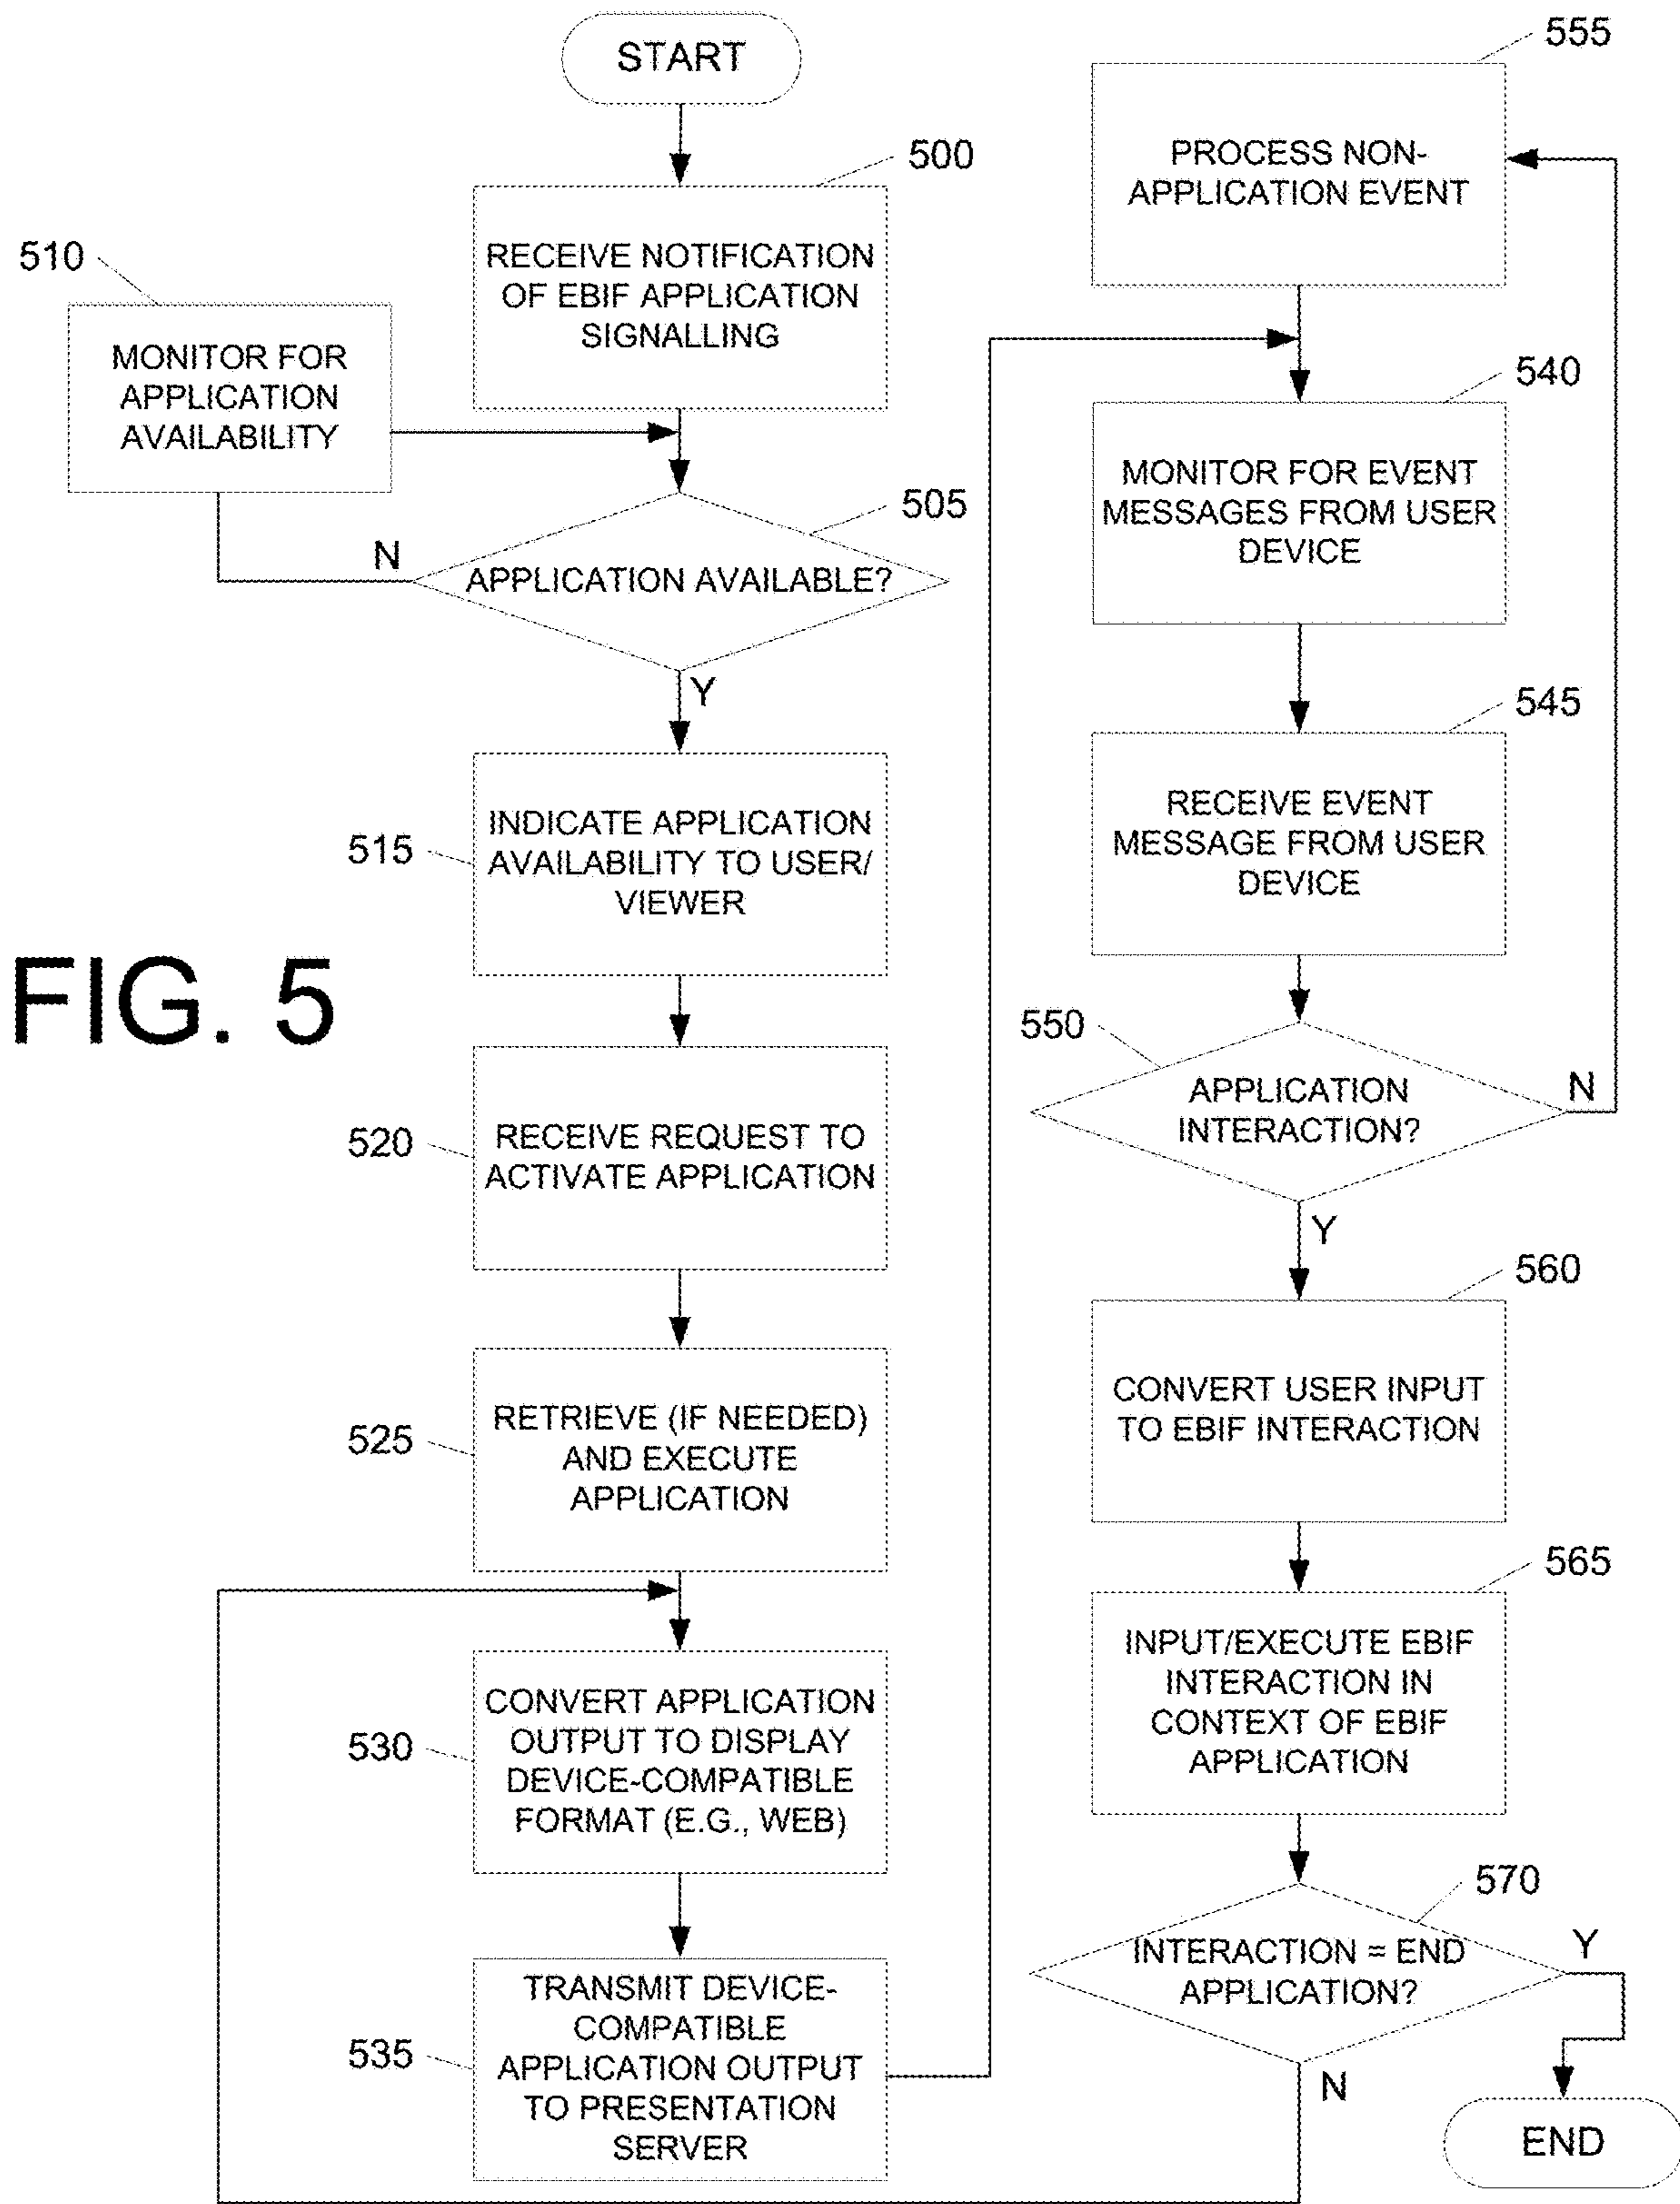 START
500
RECEIVE NOTIFICATION
OF EBIF APPLICATION
SIGNALLING
510
MONITOR FOR
APPLICATION
AVAILABILITY
505
N
APPLICATION AVAILABLE?
Y
515
INDICATE APPLICATION
AVAILABILITY TO USER/
VIEWER
FIG. 5
520
RECEIVE REQUEST TO
ACTIVATE APPLICATION
525
RETRIEVE (IF NEEDED)
AND EXECUTE
APPLICATION
530
CONVERT APPLICATION
OUTPUT TO DISPLAY
DEVICE-COMPATIBLE
FORMAT (E.G., WEB)
535
TRANSMIT DEVICE-
COMPATIBLE
APPLICATION OUTPUT
TO PRESENTATION
SERVER
555
PROCESS NON-
APPLICATION EVENT
540
MONITOR FOR EVENT
MESSAGES FROM USER
DEVICE
545
RECEIVE EVENT
MESSAGE FROM USER
DEVICE
550
APPLICATION
INTERACTION?
N
Y
560
CONVERT USER INPUT
TO EBIF INTERACTION
565
INPUT/EXECUTE EBIF
INTERACTION IN
CONTEXT OF EBIF
APPLICATION
570
INTERACTION = END
APPLICATION?
Y
N
END